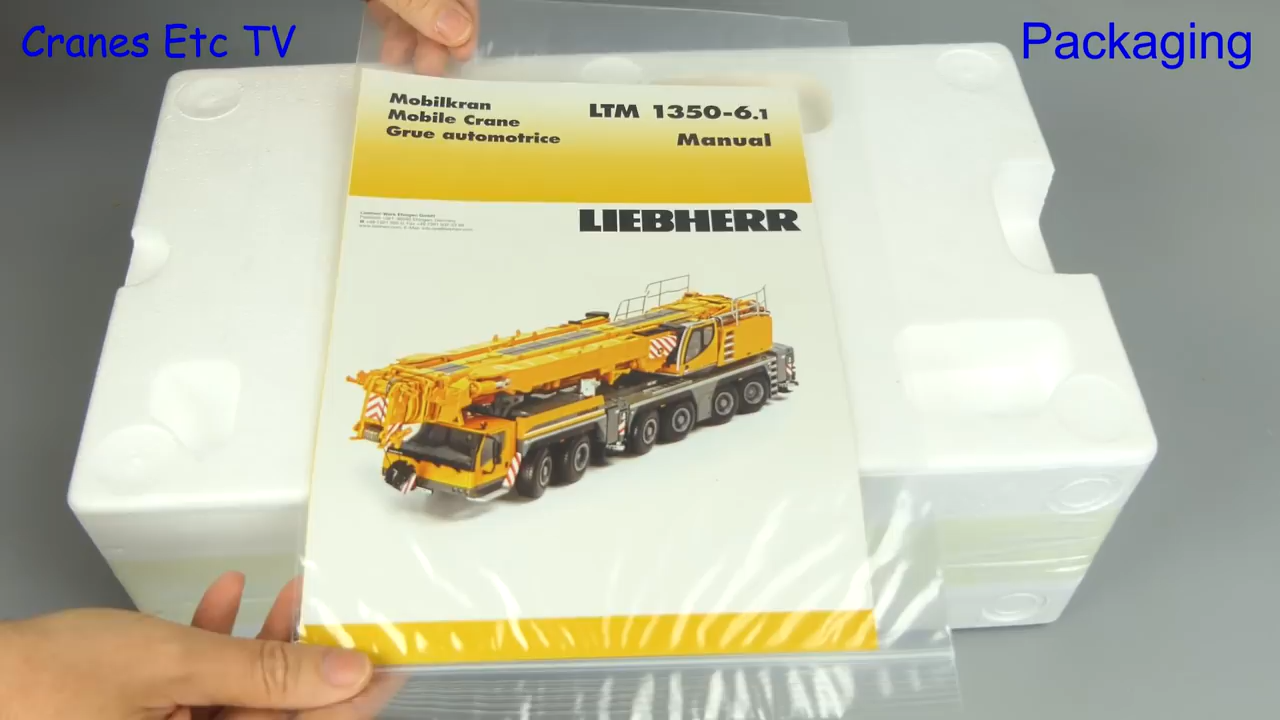 Cranes Etc TV
Packaging
Mobilkran
Mobile Crane
Grue automotrice
LTM 1350-6.1
Manual
LIEBHERR